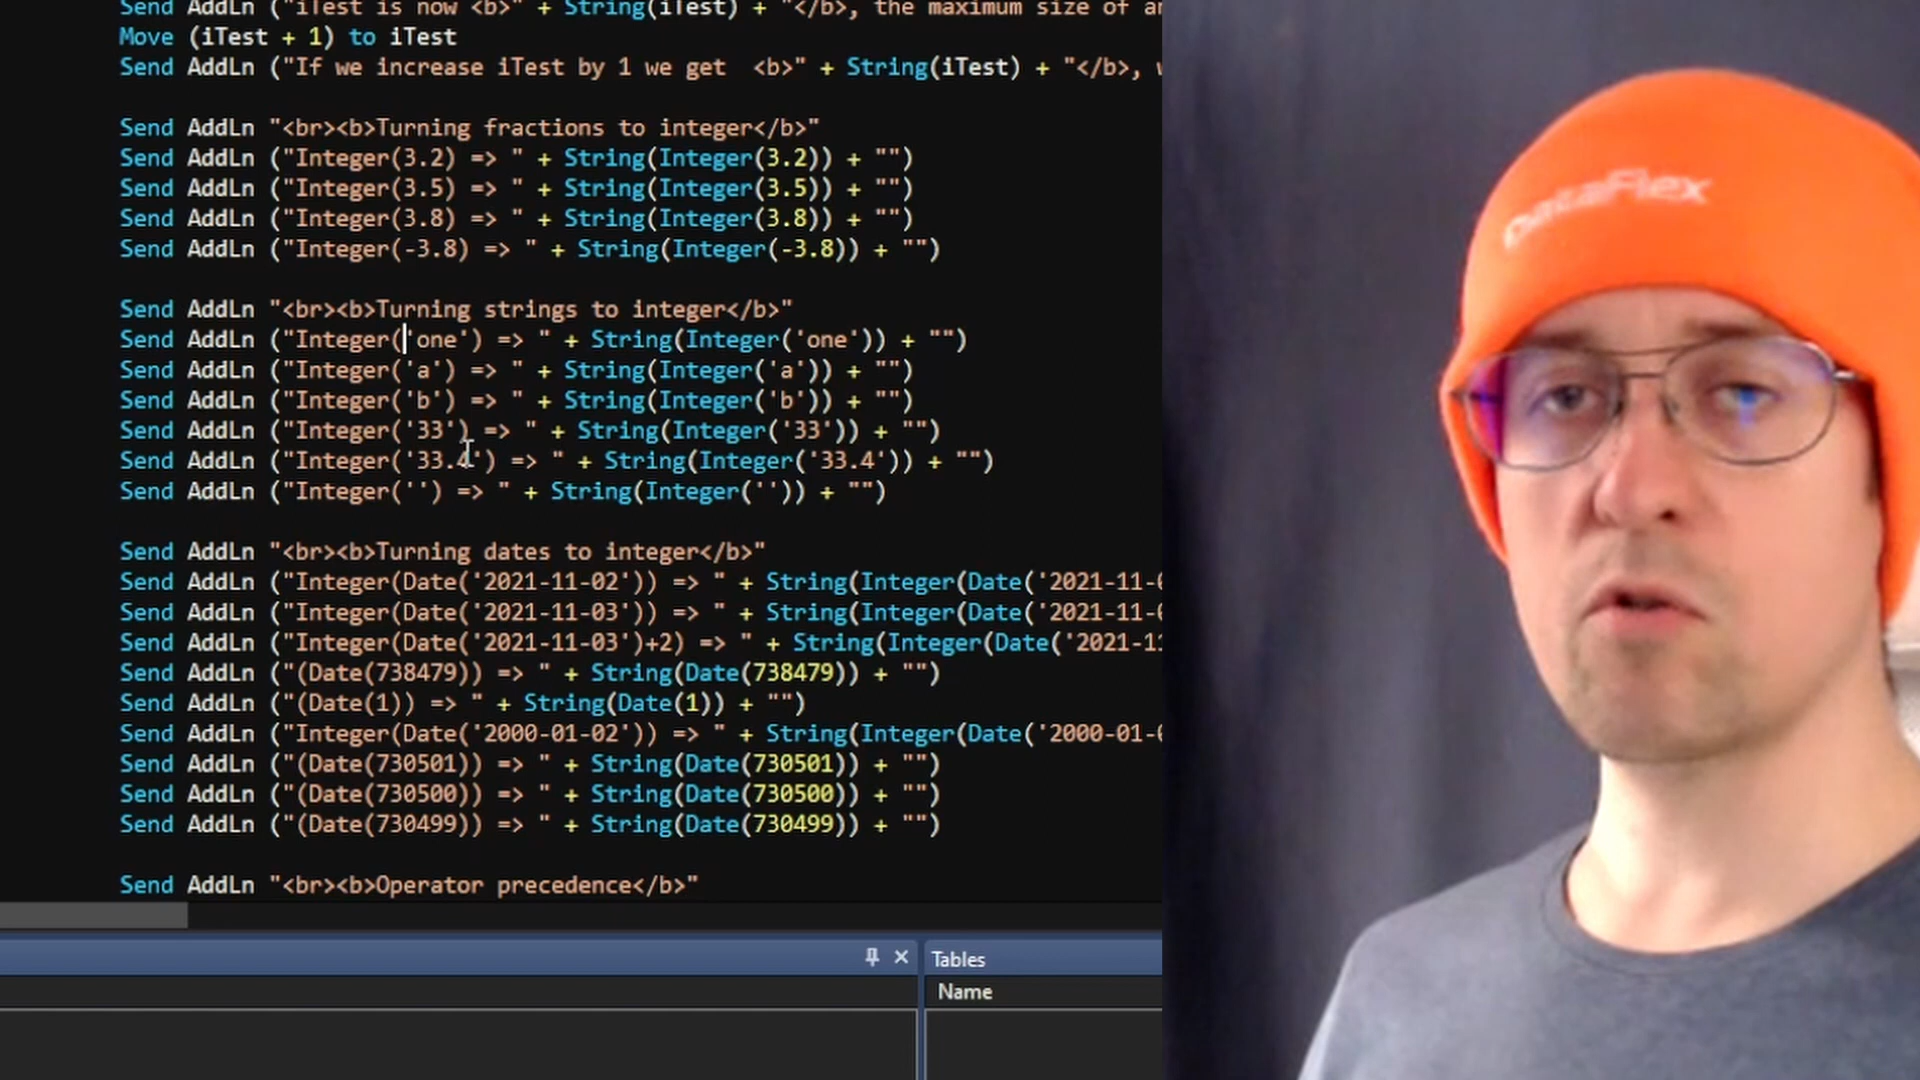 Send AddLn ("iTest is now <b>" + String(iTest) + "</b>, the maximum size of
Move (iTest + 1) to iTest
Send AddLn ("If we increase iTest by 1 we get  <b>" + String(iTest) + "</b>,
Send AddLn "<br><b>Turning fractions to integer</b>"
Send AddLn ("Integer(3.2) => " + String(Integer(3.2)) + "")
Send AddLn ("Integer(3.5) => " + String(Integer(3.5)) + "")
Send AddLn ("Integer(3.8) => " + String(Integer(3.8)) + "")
Send AddLn ("Integer(-3.8) => " + String(Integer(-3.8)) + "")
Send AddLn "<br><b>Turning strings to integer</b>"
Send AddLn ("Integer('one') => " + String(Integer('one')) + "")
Send AddLn ("Integer('a') => " + String(Integer('a')) + "")
Send AddLn ("Integer('b') => " + String(Integer('b')) + "")
Send AddLn ("Integer('33') => " + String(Integer('33')) + "")
Send AddLn ("Integer('33.4') => " + String(Integer('33.4')) + "")
Send AddLn ("Integer('') => " + String(Integer('')) + "")
Send AddLn "<br><b>Turning dates to integer</b>"
Send AddLn ("Integer(Date('2021-11-02')) => " + String(Integer(Date('2021-11-
Send AddLn ("Integer(Date('2021-11-03')) => " + String(Integer(Date('2021-11-
Send AddLn ("Integer(Date('2021-11-03')+2) => " + String(Integer(Date('2021-1
Send AddLn ("(Date(738479)) => " + String(Date(738479)) + "")
Send AddLn ("(Date(1)) => " + String(Date(1)) + "")
Send AddLn ("Integer(Date('2000-01-02')) => " + String(Integer(Date('2000-01-
Send AddLn ("(Date(730501)) => " + String(Date(730501)) + "")
Send AddLn ("(Date(730500)) => " + String(Date(730500)) + "")
Send AddLn ("(Date(730499)) => " + String(Date(730499)) + "")
Send AddLn "<br><b>Operator precedence</b>"
Tables
Name
DataFlex